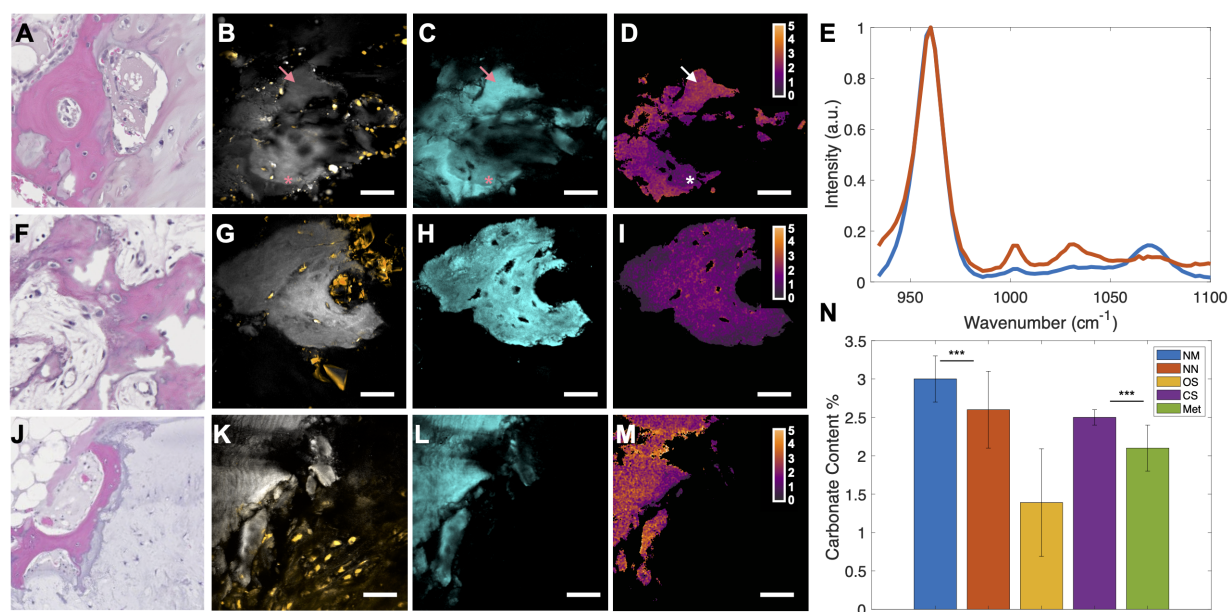 A
B
C
D
5
4
3
2
1
0
E
1
0.8
0.6
0.4
0.2
0
Intensity (a.u.)
950 1000 1050 1100
Wavenumber (cm-1)
*
*
*
F
G
H
I
5
4
3
2
1
0
N
3.5
3
2.5
2
1.5
1
0.5
0
Carbonate Content %
***
***
NM
NN
OS
CS
Met
J
K
L
M
5
4
3
2
1
0